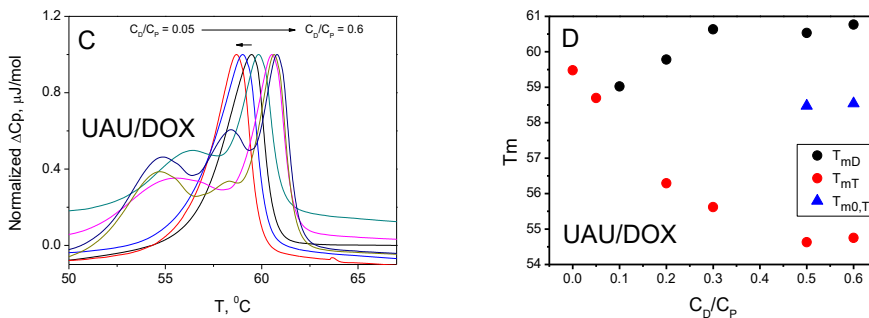 C
C_D/C_P = 0.05
C_D/C_P = 0.6
UAU/DOX
Normalized ΔCp, μJ/mol
1.2
0.8
0.4
0.0
50
55
60
65
T, ⁰C
D
UAU/DOX
Tm
61
60
59
58
57
56
55
54
T_mD
T_mT
T_m0,T
0.0
0.1
0.2
0.3
0.4
0.5
0.6
C_D/C_P